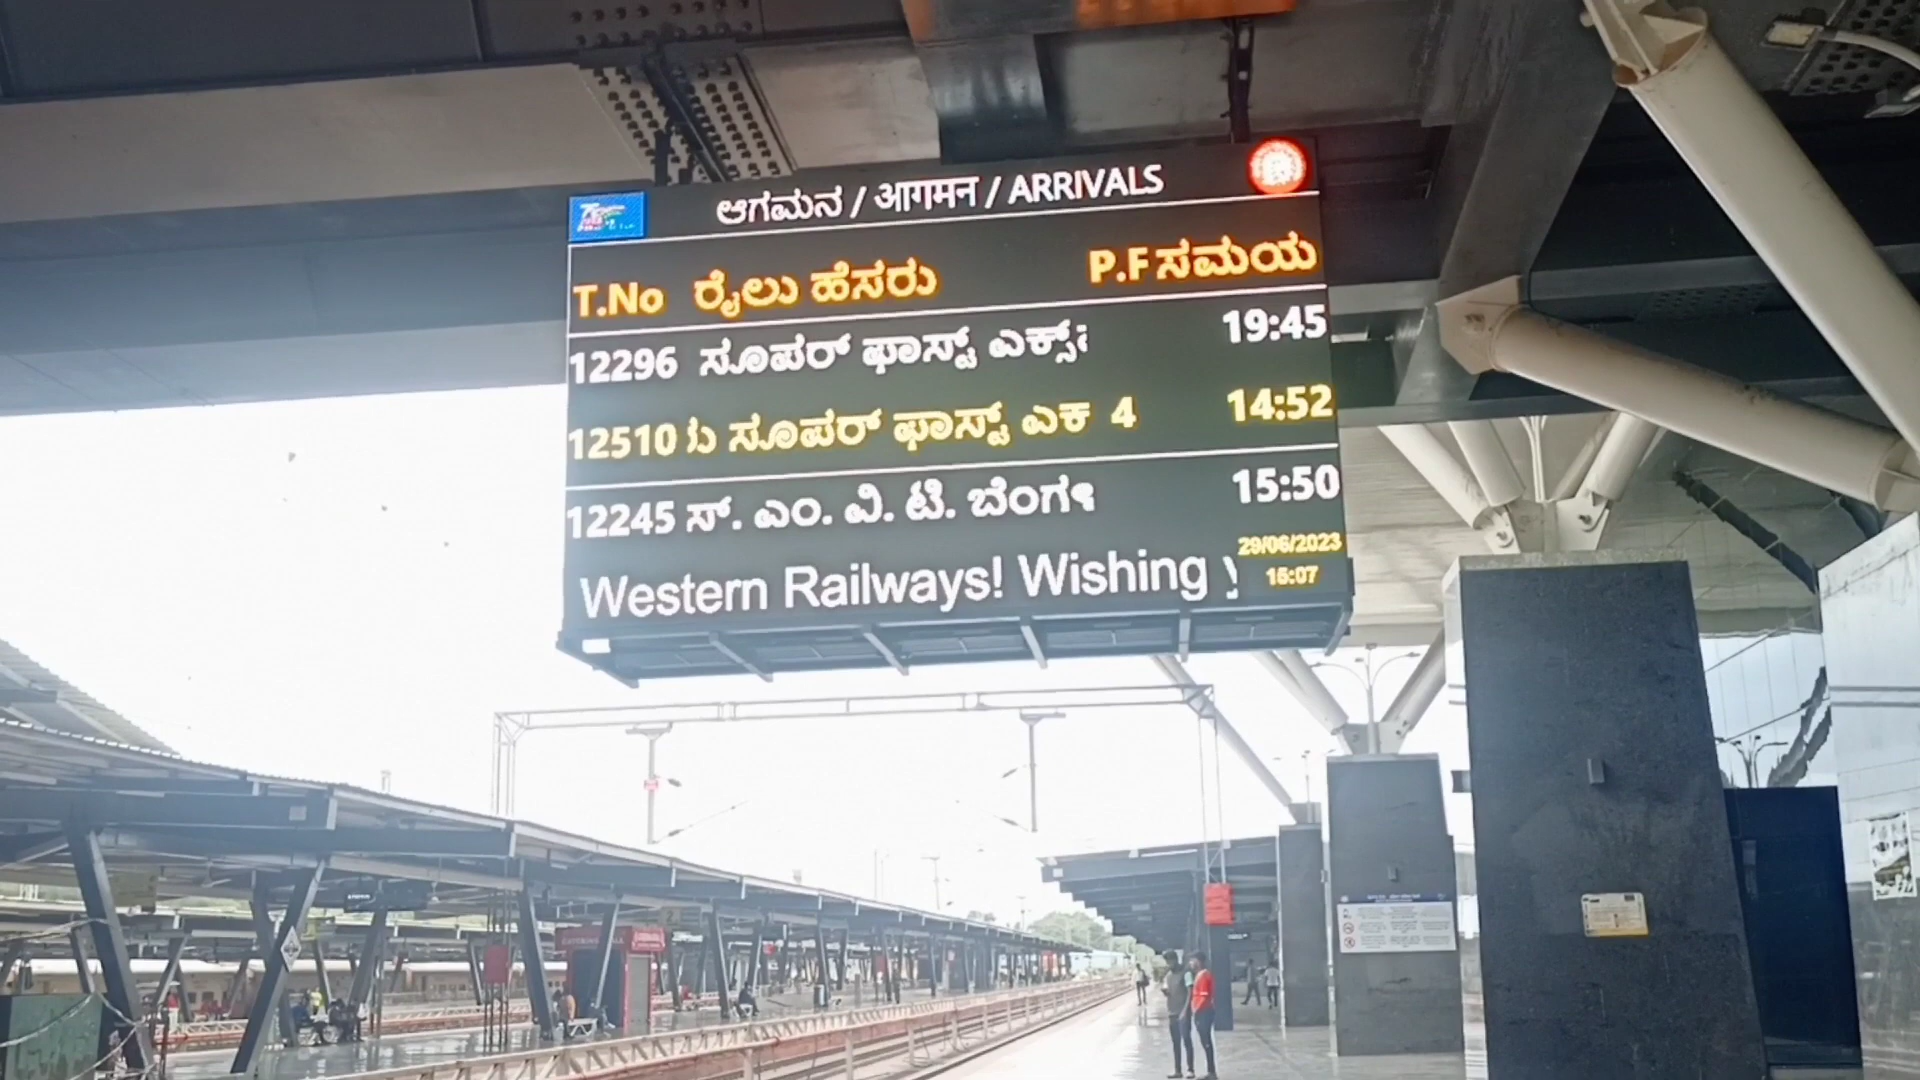 ಆಗಮನ / आगमन / ARRIVALS
T.No ರೈಲು ಹೆಸರು P.F ಸಮಯ
12296 ಸೂಪರ್ ಫಾಸ್ಟ್ ಎಕ್ಸ್ 19:45
12510 ಸೂಪರ್ ಫಾಸ್ಟ್ ಎಕ 4 14:52
12245 ಸ್. ಎಂ. ವಿ. ಟಿ. ಬೆಂಗ 15:50
29/06/2023
Western Railways! Wishing y
15:07